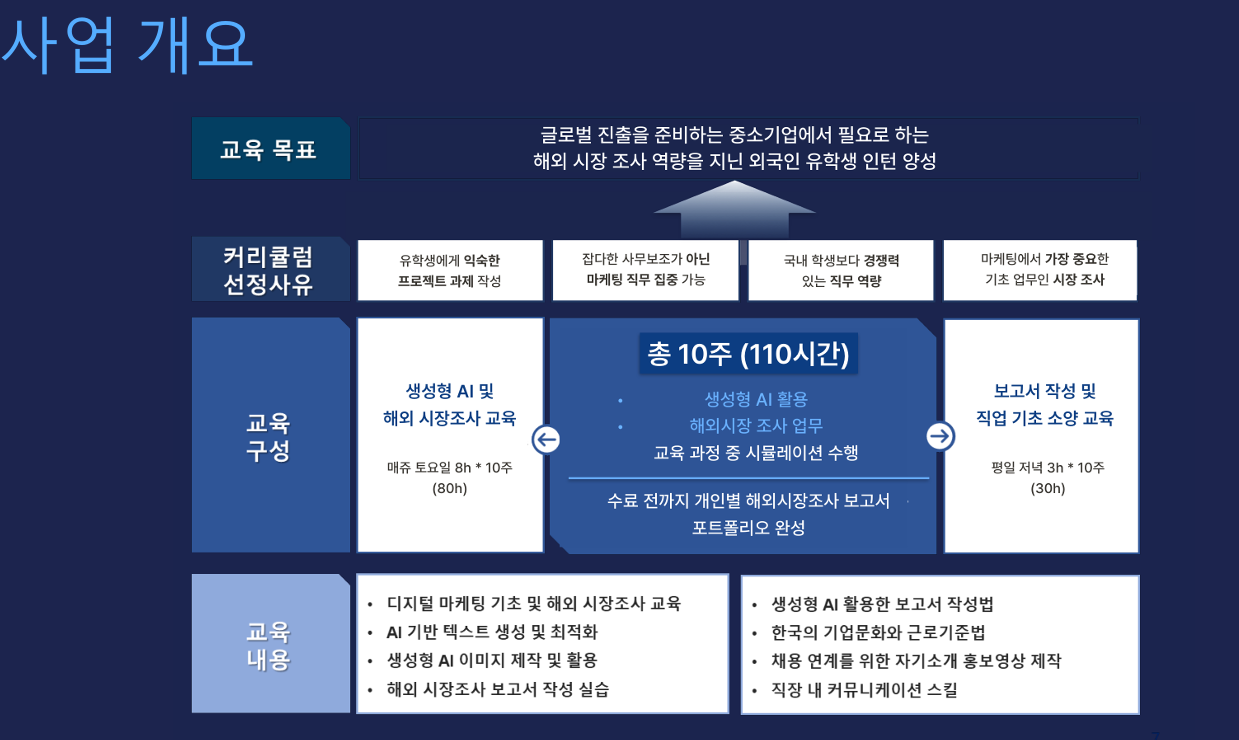 사업 개요
교육 목표
글로벌 진출을 준비하는 중소기업에서 필요로 하는
해외 시장 조사 역량을 지닌 외국인 유학생 인턴 양성
커리큘럼
선정사유
유학생에게 익숙한
프로젝트 과제 작성
잡다한 사무보조가 아닌
마케팅 직무 집중 가능
국내 학생보다 경쟁력
있는 직무 역량
마케팅에서 가장 중요한
기초 업무인 시장 조사
교육
구성
생성형 AI 및
해외 시장조사 교육
매쥬 토요일 8h * 10주
(80h)
총 10주 (110시간)
• 생성형 AI 활용
• 해외시장 조사 업무
교육 과정 중 시뮬레이션 수행
수료 전까지 개인별 해외시장조사 보고서
포트폴리오 완성
보고서 작성 및
직업 기초 소양 교육
평일 저녁 3h * 10주
(30h)
교육
내용
• 디지털 마케팅 기초 및 해외 시장조사 교육
• AI 기반 텍스트 생성 및 최적화
• 생성형 AI 이미지 제작 및 활용
• 해외 시장조사 보고서 작성 실습
• 생성형 AI 활용한 보고서 작성법
• 한국의 기업문화와 근로기준법
• 채용 연계를 위한 자기소개 홍보영상 제작
• 직장 내 커뮤니케이션 스킬
7